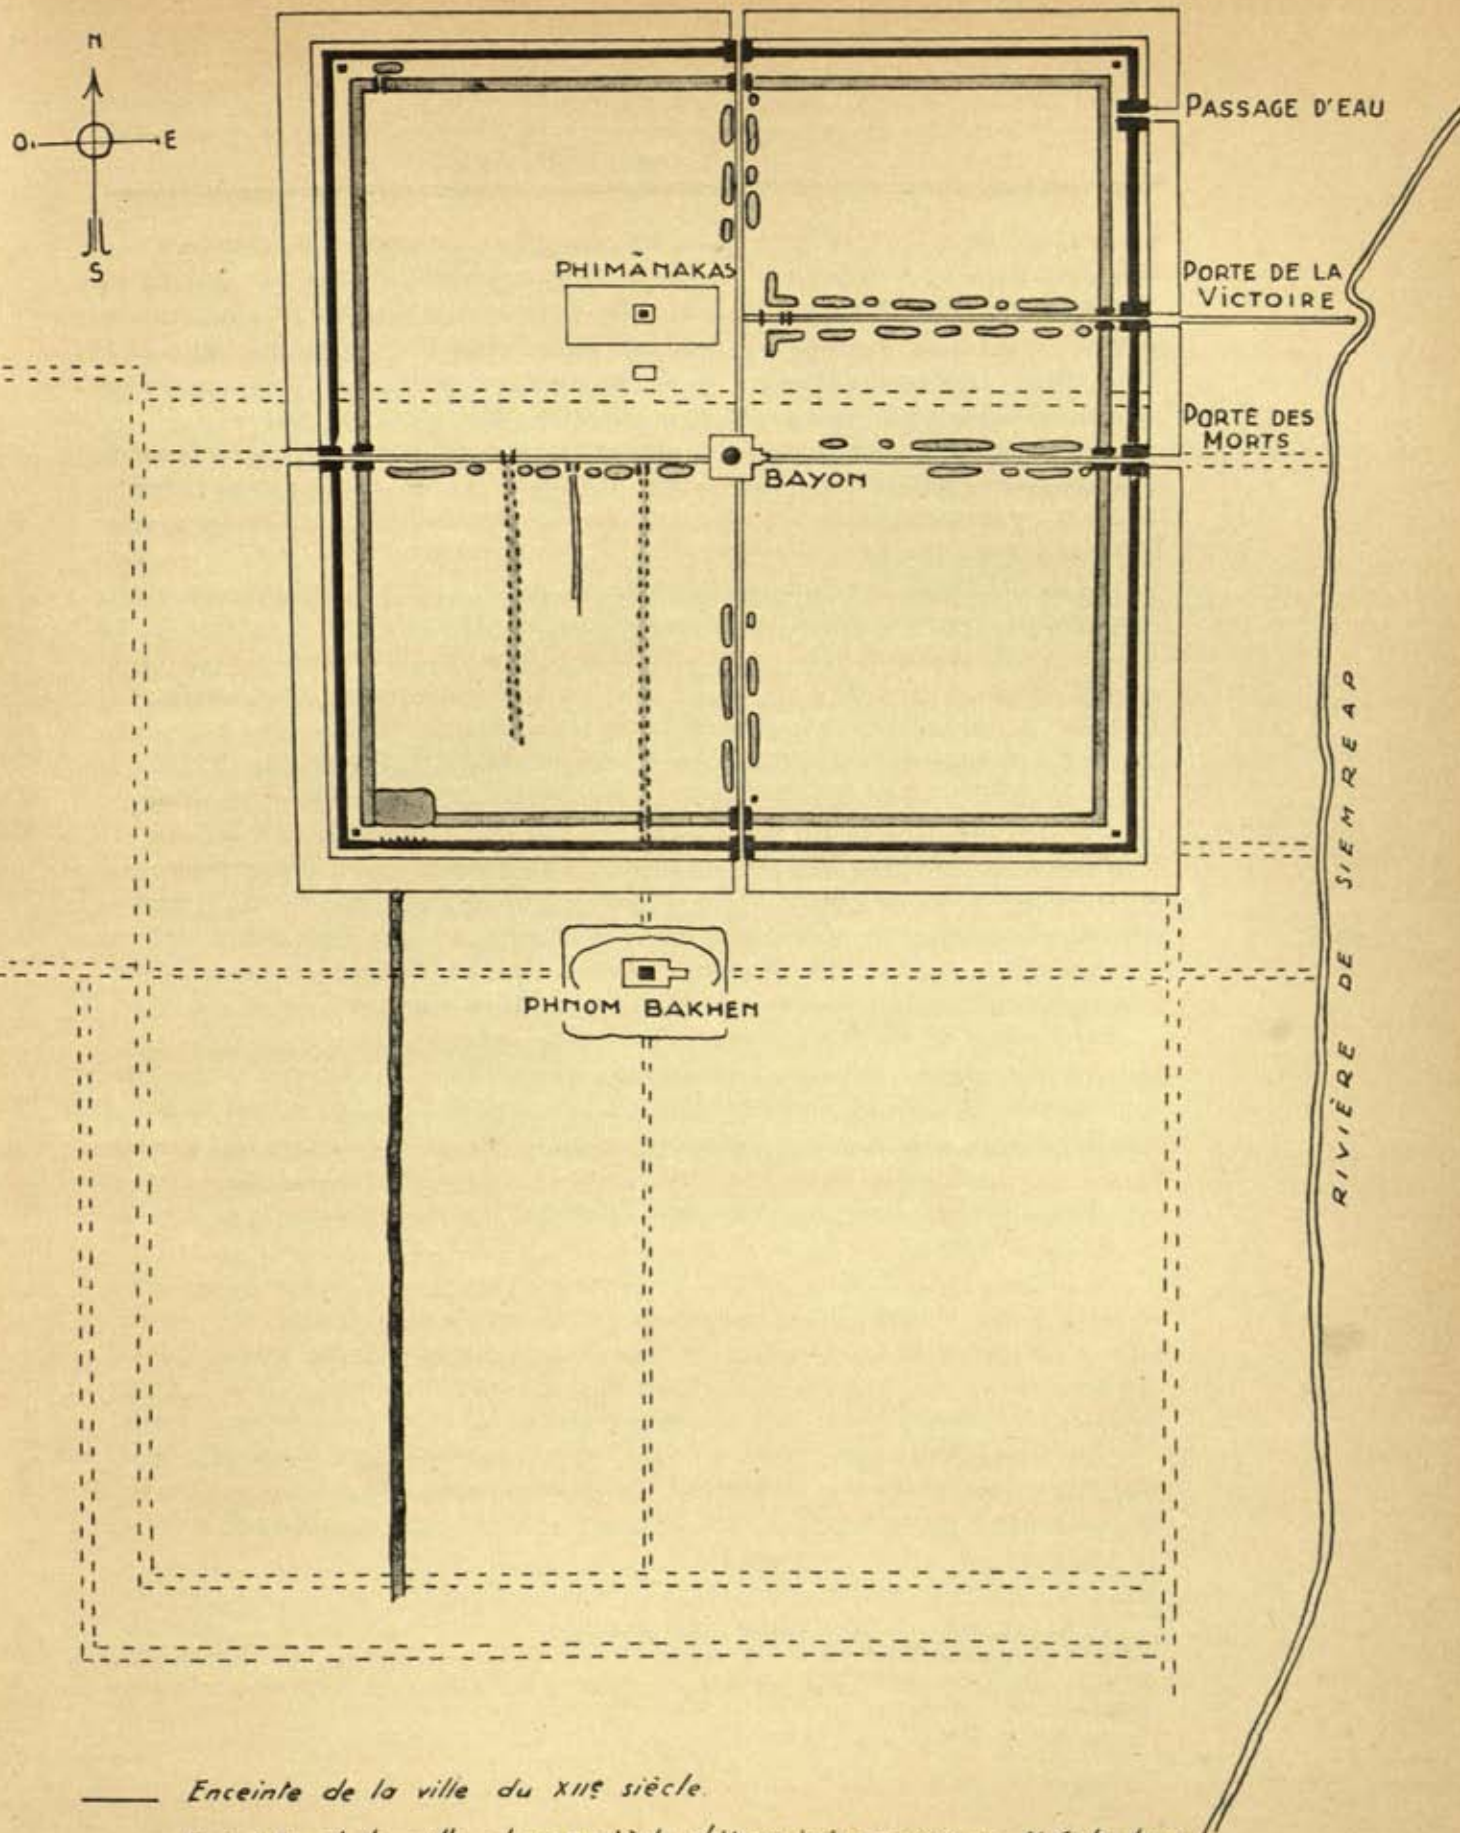 N
O.
E
S
PASSAGE D'EAU
PHIMĀNAKAS
PORTE DE LA
VICTOIRE
PORTE DES
MORTS
BAYON
RIVIÈRE DE SIEMREAP
PHNOM BAKHEN
Enceinte de la ville du XIIe siècle.